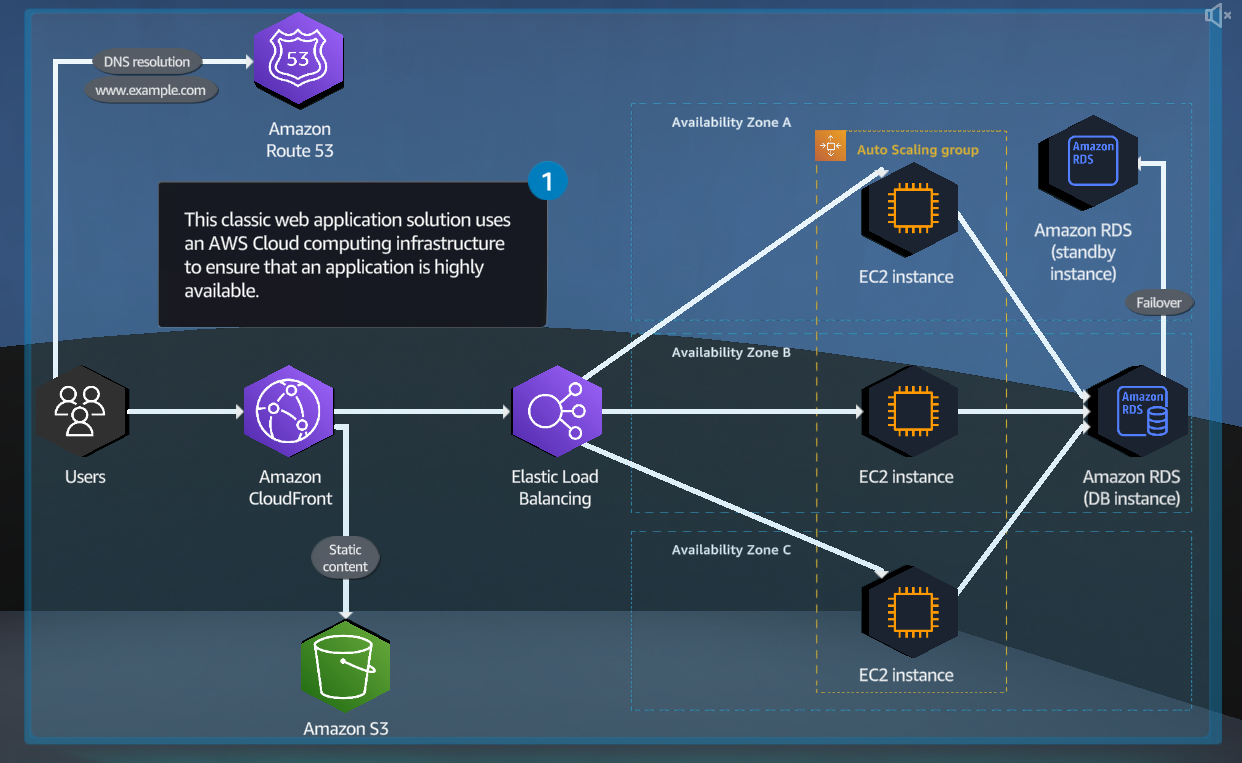 DNS resolution
www.example.com
53
Amazon
Route 53
1
This classic web application solution uses
an AWS Cloud computing infrastructure
to ensure that an application is highly
available.
Availability Zone A
Auto Scaling group
EC2 instance
Amazon
RDS
Amazon RDS
(standby
instance)
Failover
Availability Zone B
Users
Amazon
CloudFront
Elastic Load
Balancing
EC2 instance
Amazon
RDS
Amazon RDS
(DB instance)
Static
content
Amazon S3
Availability Zone C
EC2 instance